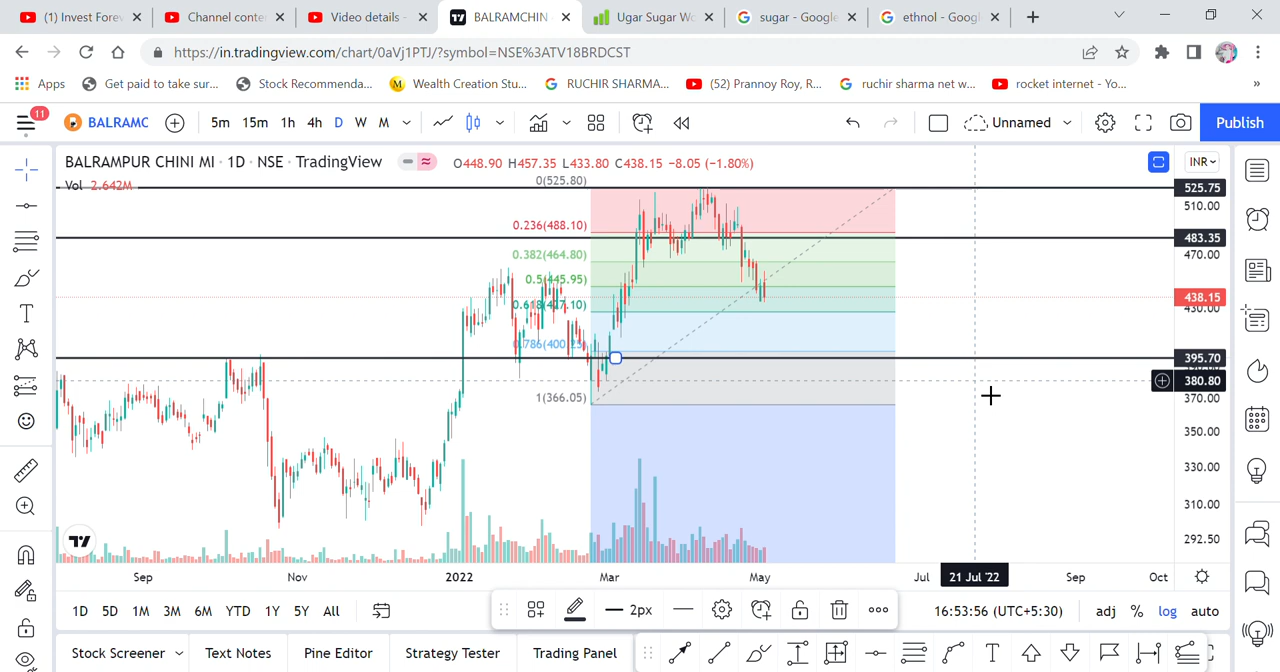 (1) Invest Forev
Channel conte
Video details -
BALRAMCHIN
Ugar Sugar Wo
sugar - Google
ethnol - Googl
https://in.tradingview.com/chart/0aVj1PTJ/?symbol=NSE%3ATV18BRDCST
Apps
Get paid to take sur...
Stock Recommenda...
Wealth Creation Stu...
RUCHIR SHARMA...
(52) Prannoy Roy, R...
ruchir sharma net w...
rocket internet - Yo...
»
11
BALRAMC
5m 15m 1h 4h D W M
Unnamed
Publish
BALRAMPUR CHINI MI · 1D · NSE · TradingView
O448.90 H457.35 L433.80 C438.15 -8.05 (-1.80%)
INR
Vol 2.642M
0(525.80)
0.236(488.10)
0.382(464.80)
0.5(445.95)
0.618(427.10)
1(366.05)
525.75
510.00
483.35
470.00
438.15
430.00
395.70
380.80
370.00
350.00
330.00
310.00
292.50
Sep Nov 2022 Mar May Jul 21 Jul '22 Sep Oct
1D 5D 1M 3M 6M YTD 1Y 5Y All
2px
16:53:56 (UTC+5:30)
adj % log auto
Stock Screener
Text Notes
Pine Editor
Strategy Tester
Trading Panel